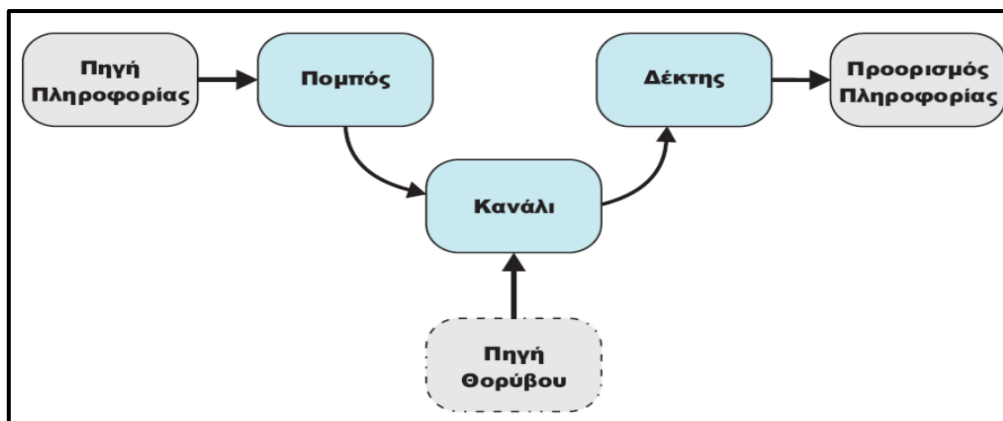 Πηγή
Πληροφορίας
Πομπός
Κανάλι
Δέκτης
Προορισμός
Πληροφορίας
Πηγή
Θορύβου